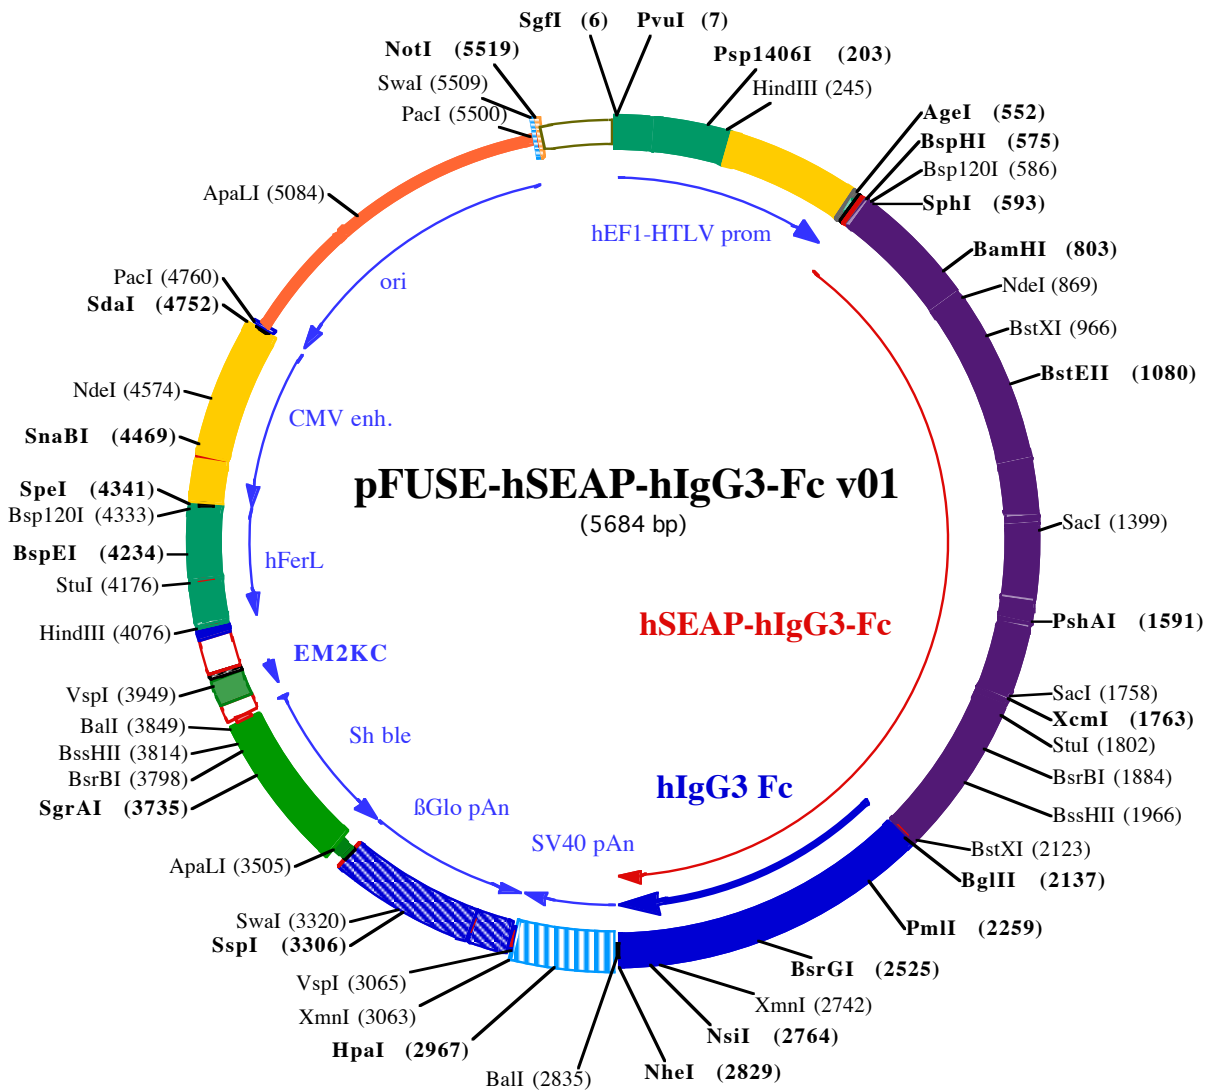 SgfI (6)
PvuI (7)
NotI (5519)
Psp1406I (203)
SwaI (5509)
HindIII (245)
PacI (5500)
AgeI (552)
BspHI (575)
Bsp120I (586)
SphI (593)
ApaLI (5084)
hEF1-HTLV prom
BamHI (803)
ori
PacI (4760)
NdeI (869)
SdaI (4752)
BstXI (966)
BstEII (1080)
NdeI (4574)
CMV enh.
SnaBI (4469)
pFUSE-hSEAP-hIgG3-Fc v01
(5684 bp)
SpeI (4341)
Bsp120I (4333)
SacI (1399)
BspEI (4234)
hFerL
StuI (4176)
HindIII (4076)
hSEAP-hIgG3-Fc
PshAI (1591)
EM2KC
VspI (3949)
SacI (1758)
XcmI (1763)
BalI (3849)
Sh ble
StuI (1802)
BssHII (3814)
BsrBI (3798)
BsrBI (1884)
SgrAI (3735)
hIgG3 Fc
ßGlo pAn
BssHII (1966)
SV40 pAn
BstXI (2123)
ApaLI (3505)
BglII (2137)
SwaI (3320)
PmlI (2259)
SspI (3306)
BsrGI (2525)
VspI (3065)
XmnI (2742)
XmnI (3063)
NsiI (2764)
HpaI (2967)
NheI (2829)
BalI (2835)